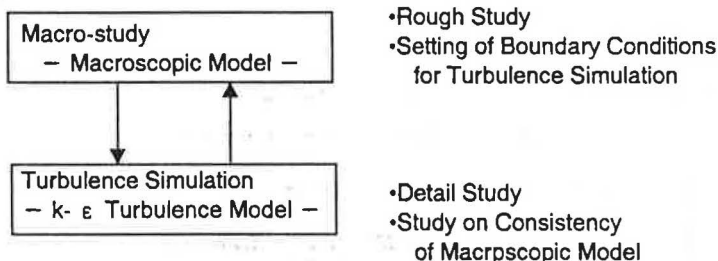 Macro-study
— Macroscopic Model —
•Rough Study
•Setting of Boundary Conditions
for Turbulence Simulation
Turbulence Simulation
— k- ε Turbulence Model —
•Detail Study
•Study on Consistency
of Macrpscopic Model